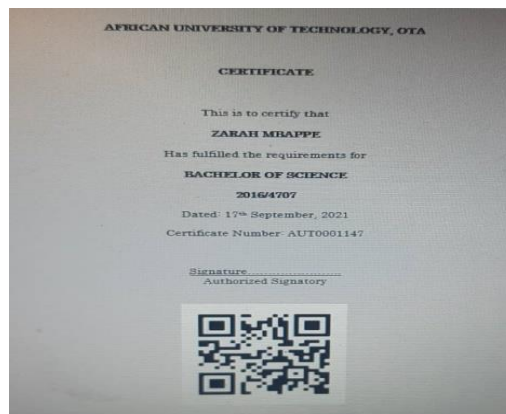 AFRICAN UNIVERSITY OF TECHNOLOGY, OTA
CERTIFICATE
This is to certify that
ZARAH MBAPPE
Has fulfilled the requirements for
BACHELOR OF SCIENCE
2016/4707
Dated: 17th September, 2021
Certificate Number: AUT0001147
Signature............................
Authorized Signatory